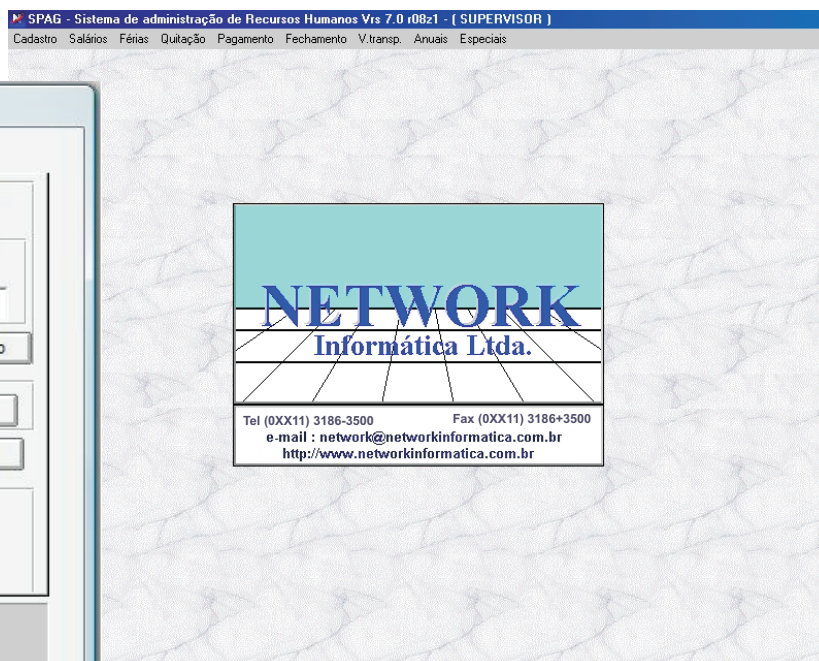 SPAG - Sistema de administração de Recursos Humanos Vrs 7.0 r08z1 - ( SUPERVISOR )
Cadastro Salários Férias Quitação Pagamento Fechamento V.transp. Anuais Especiais
NETWORK
Informática Ltda.
Tel (0XX11) 3186-3500 Fax (0XX11) 3186+3500
e-mail : network@networkinformatica.com.br
http://www.networkinformatica.com.br